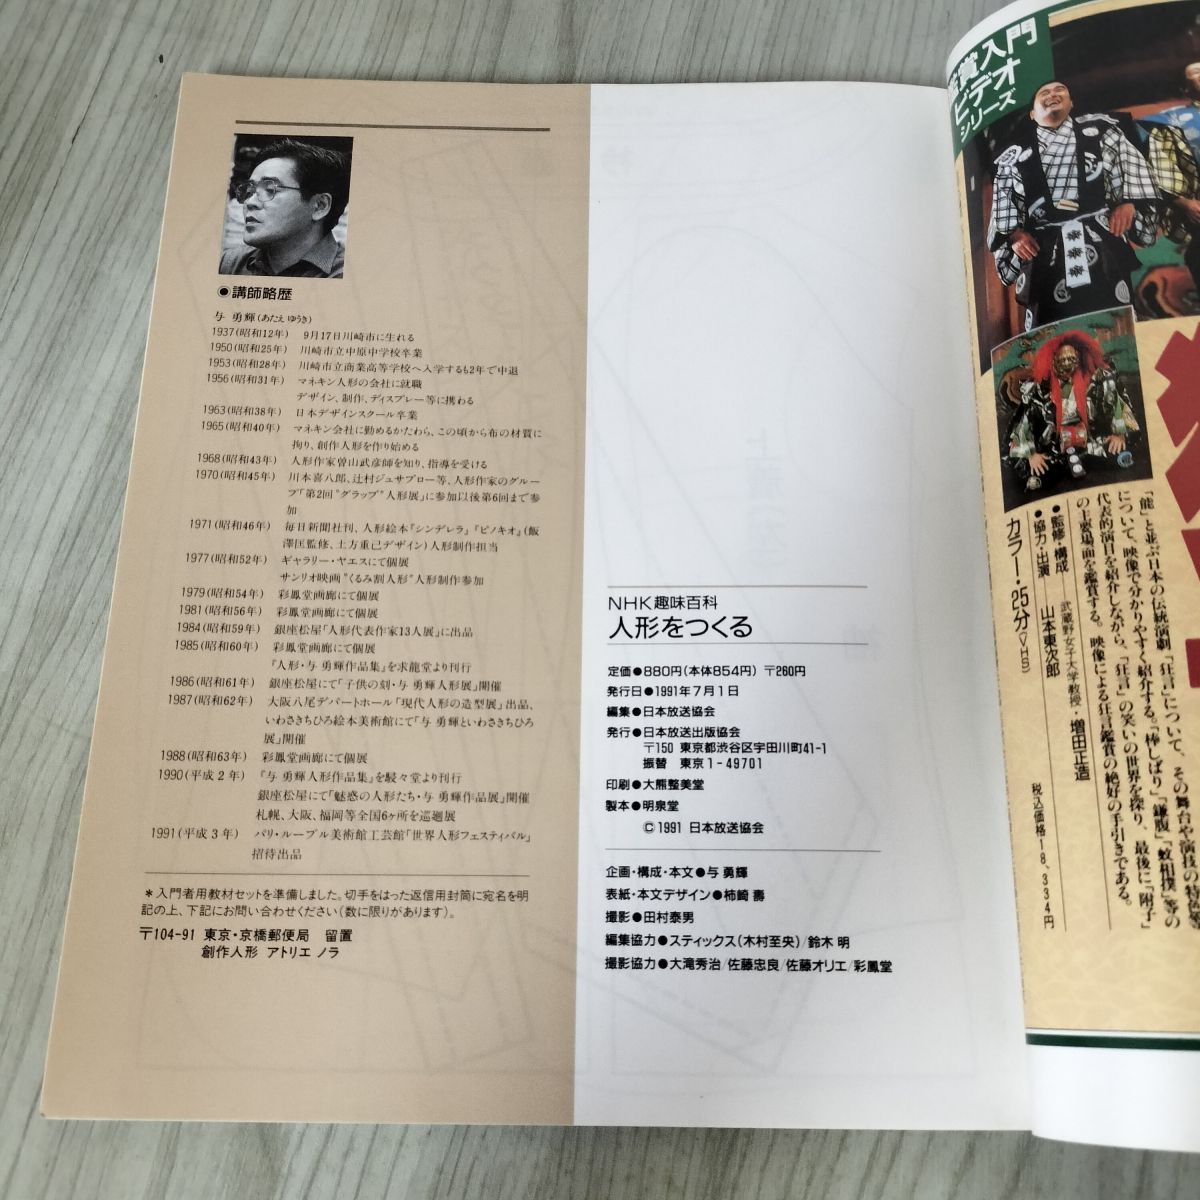 ●講師略歴
与 勇輝(あたえ ゆうき)
1937(昭和12年) 9月17日川崎市に生れる
1950(昭和25年) 川崎市立中原中学校卒業
1953(昭和28年) 川崎市立商業高等学校へ入学するも2年で中退
1956(昭和31年) マネキン人形の会社に就職
デザイン、制作、ディスプレー等に携わる
1963(昭和38年) 日本デザインスクール卒業
1965(昭和40年) マネキン会社に勤めるかたわら、この頃から布の材質に
拘り、創作人形を作り始める
1968(昭和43年) 人形作家曽山武彦師を知り、指導を受ける
1970(昭和45年) 川本喜八郎、辻村ジュサブロー等、人形作家のグルー
プ「第2回“グラップ”人形展」に参加以後第6回まで参
加
1971(昭和46年) 毎日新聞社刊、人形絵本『シンデレラ』『ピノキオ』(飯
澤匡監修、土方重己デザイン)人形制作担当
1977(昭和52年) ギャラリー・ヤエスにて個展
サンリオ映画“くるみ割人形”人形制作参加
1979(昭和54年) 彩鳳堂画廊にて個展
1981(昭和56年) 彩鳳堂画廊にて個展
1984(昭和59年) 銀座松屋「人形代表作家13人展」に出品
1985(昭和60年) 彩鳳堂画廊にて個展
『人形・与 勇輝作品集』を求龍堂より刊行
1986(昭和61年) 銀座松屋にて「子供の刻・与 勇輝人形展」開催
1987(昭和62年) 大阪八尾デパートホール「現代人形の造型展」出品、
いわさきちひろ絵本美術館にて「与 勇輝といわさきちひろ
展」開催
1988(昭和63年) 彩鳳堂画廊にて個展
1990(平成2年) 『与 勇輝人形作品集』を駸々堂より刊行
銀座松屋にて「魅惑の人形たち・与 勇輝作品展」開催
札幌、大阪、福岡等全国6ヶ所を巡廻展
1991(平成3年) パリ・ルーブル美術館工芸館「世界人形フェスティバル」
招待出品
＊入門者用教材セットを準備しました。切手をはった返信用封筒に宛名を明
記の上、下記にお問い合わせください(数に限りがあります)。
〒104-91 東京・京橋郵便局 留置
創作人形 アトリエ ノラ
NHK趣味百科
人形をつくる
定価●880円(本体854円) 〒260円
発行日●1991年7月1日
編集●日本放送協会
発行●日本放送出版協会
〒150 東京都渋谷区宇田川町41-1
振替 東京1-49701
印刷●大熊整美堂
製本●明泉堂
©1991 日本放送協会
企画・構成・本文●与 勇輝
表紙・本文デザイン●柿崎 壽
撮影●田村泰男
編集協力●スティックス(木村至央)/鈴木 明
撮影協力●大滝秀治/佐藤忠良/佐藤オリエ/彩鳳堂
鑑賞入門
ビデオ
シリーズ
「能」と並ぶ日本の伝統演劇「狂言」について、その舞台や演技の特色等
について、映像で分かりやすく紹介する。「棒しばり」「鎌腹」「蚊相撲」等の
代表的演目を紹介しながら、「狂言」の笑いの世界を探り、最後に「附子」
の主要場面を鑑賞する。映像による狂言鑑賞の絶好の手引きである。
●監修・構成 武蔵野女子大学教授・増田正造
●協力・出演 山本東次郎
カラー・25分(VHS)
税込価格18,334円